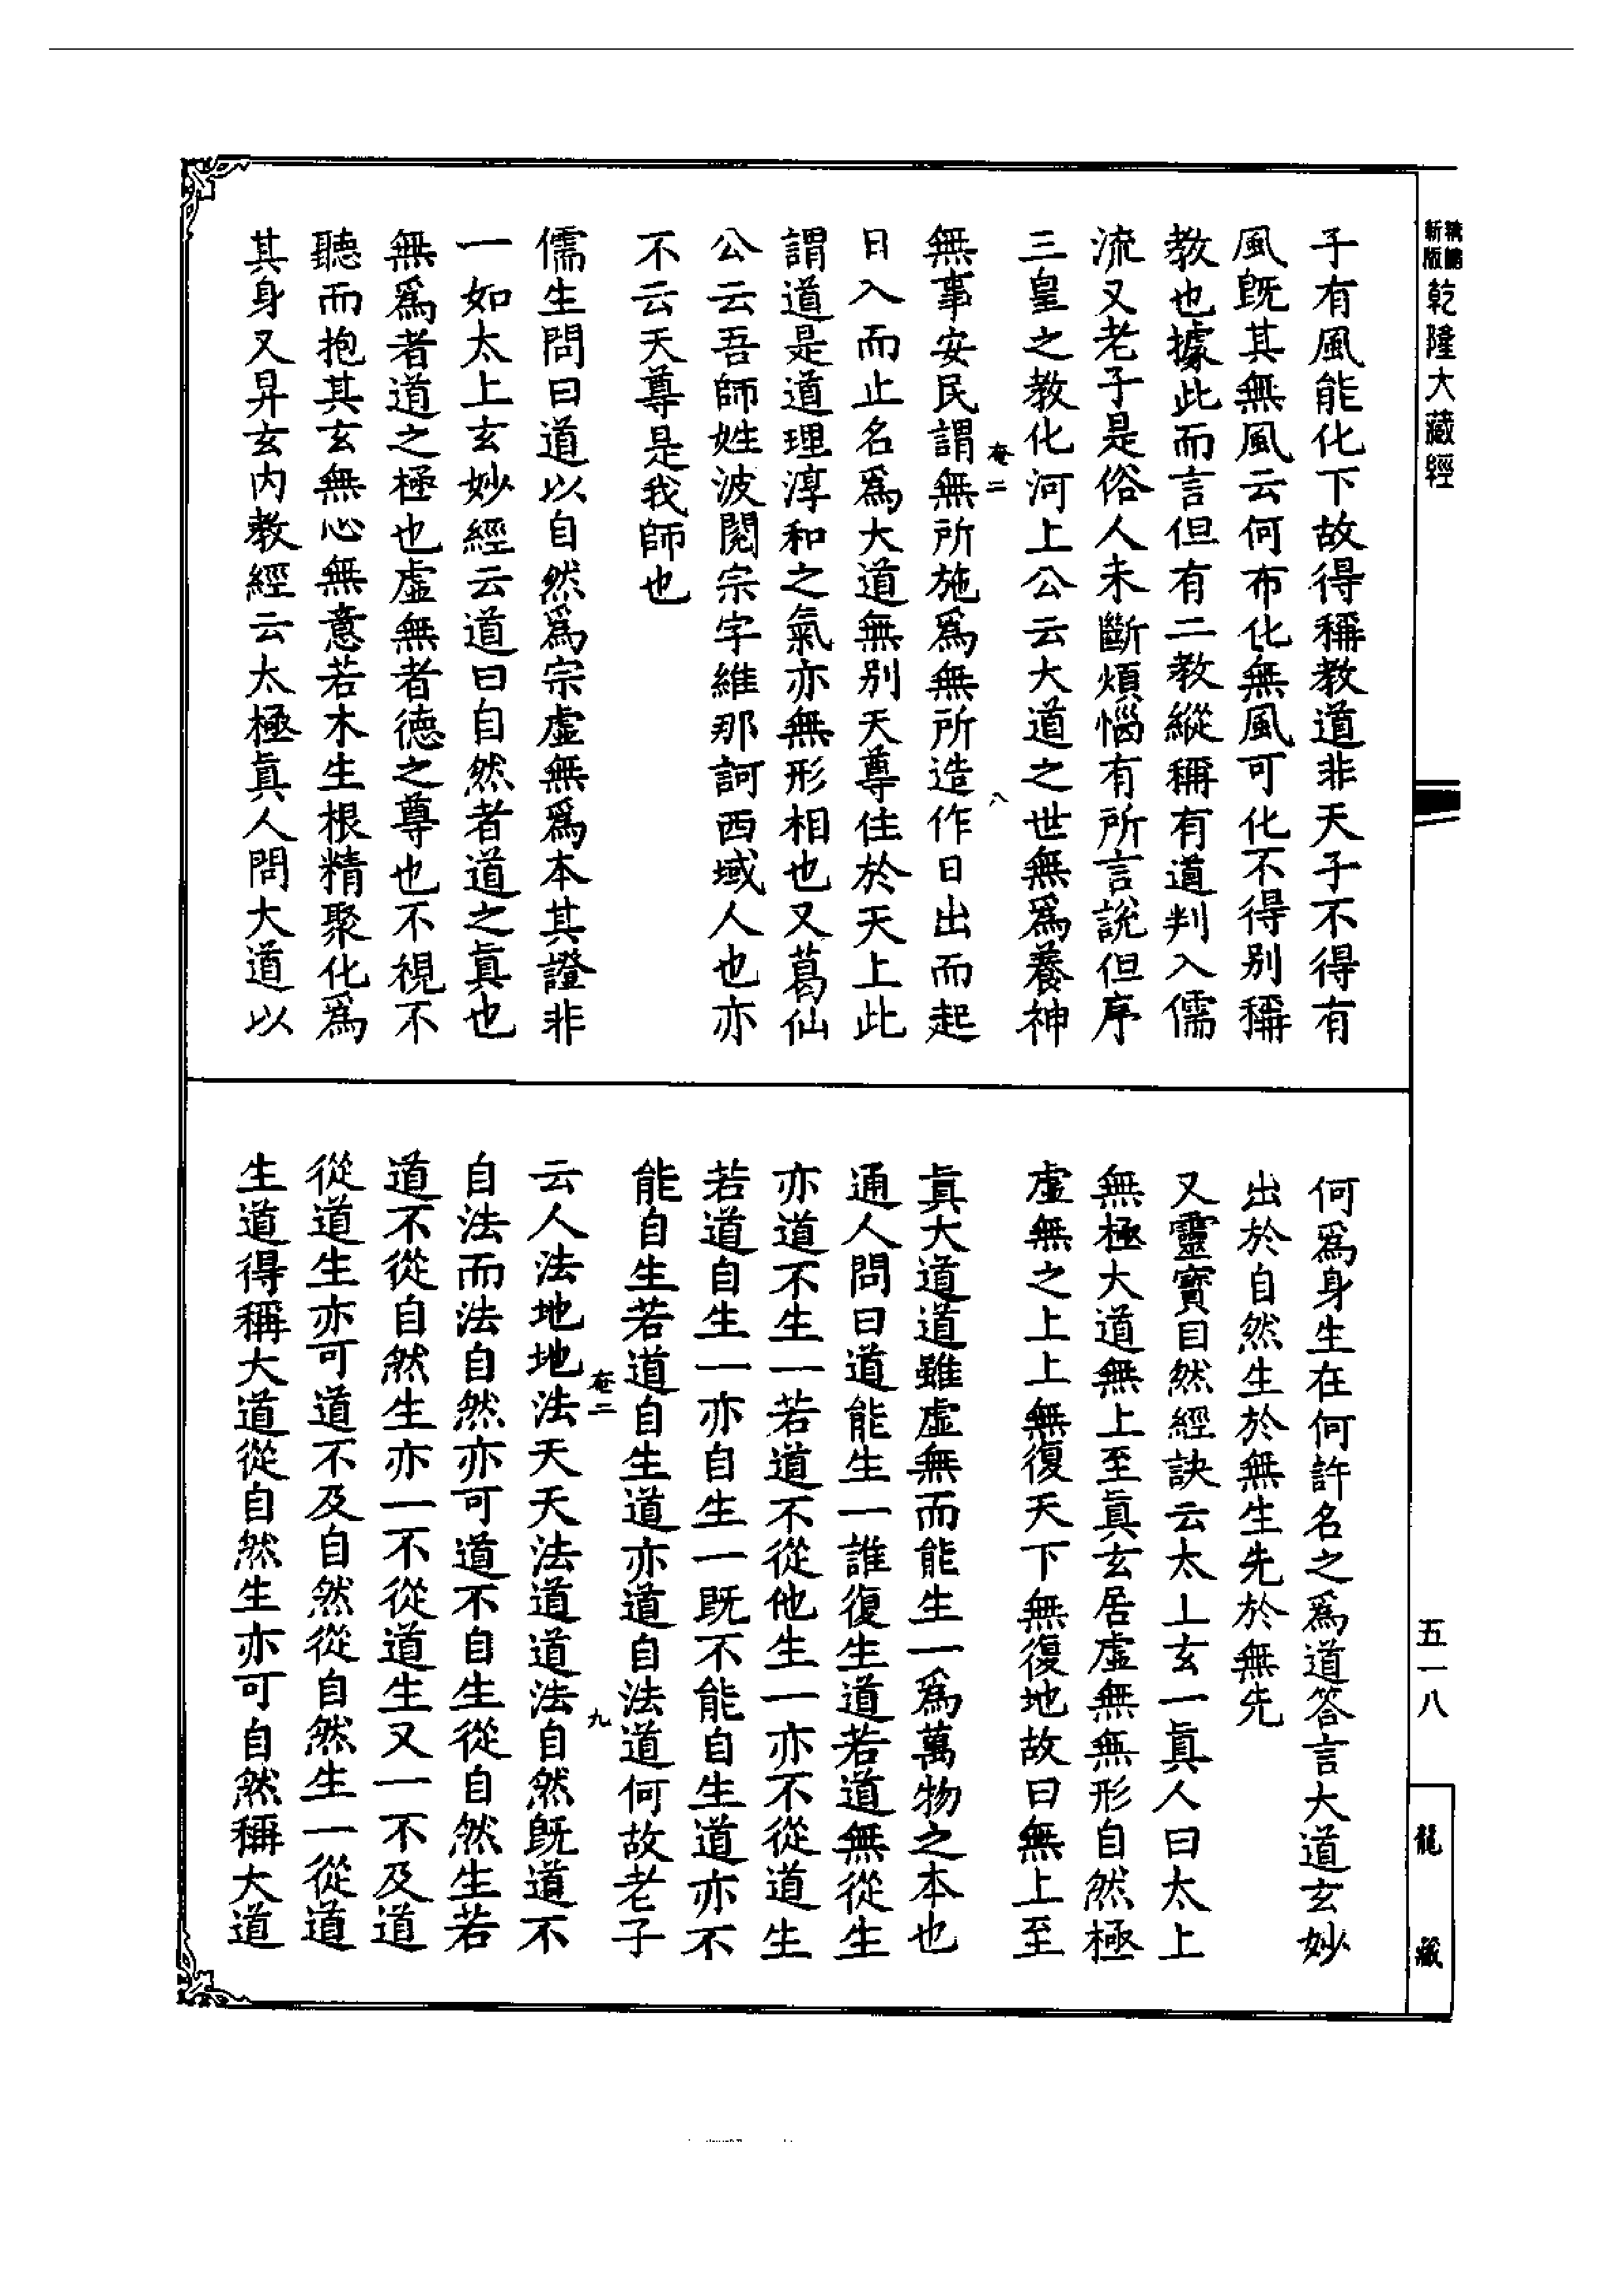 新版
乾隆大藏經
子有風能化下故得稱教道非天子不得有
風旣其無風云何布化無風可化不得別稱
教也據此而言但有二教縱稱有道判入儒
流又老子是俗人未斷煩惱有所言說但序
三皇之教化河上公云大道之世無爲養神
菴二
八
無事安民謂無所施爲無所造作日出而起
日入而止名爲大道無別天尊住於天上此
謂道是道理淳和之氣亦無形相也又葛仙
公云吾師姓波閱宗字維那訶西域人也亦
不云天尊是我師也
儒生問曰道以自然爲宗虛無爲本其證非
一如太上玄妙經云道曰自然者道之眞也
無爲者道之極也虛無者德之尊也不視不
聽而抱其玄無心無意若木生根精聚化爲
其身又昇玄內教經云太極眞人問大道以
何爲身生在何許名之爲道答言大道玄妙
出於自然生於無生先於無先
又靈寶自然經訣云太上玄一眞人曰太上
無極大道無上至眞玄居虛無無形自然極
虛無之上上無復天下無復地故曰無上至
眞大道道雖虛無而能生一爲萬物之本也
通人問曰道能生一誰復生道若道無從生
亦道不生一若道不從他生一亦不從道生
若道自生一亦自生一既不能自生道亦不
能自生若道自生道亦道自法道何故老子
菴二
九
云人法地地法天天法道道法自然旣道不
自法而法自然亦可道不自生從自然生若
道不從自然生亦一不從道生又一不及道
從道生亦可道不及自然從自然生一從道
生道得稱大道從自然生亦可自然稱大道
五一八
龍藏